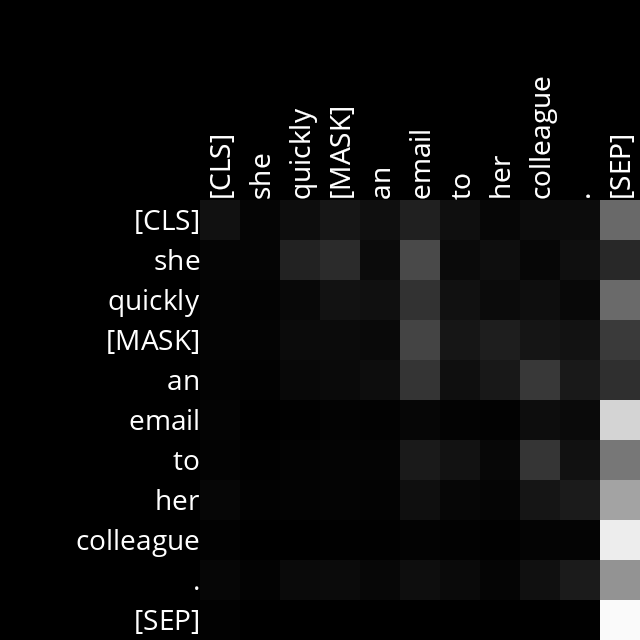 [CLS]
she
quickly
[MASK]
an
email
to
her
colleague
.
[SEP]
[CLS]
she
quickly
[MASK]
an
email
to
her
colleague
.
[SEP]